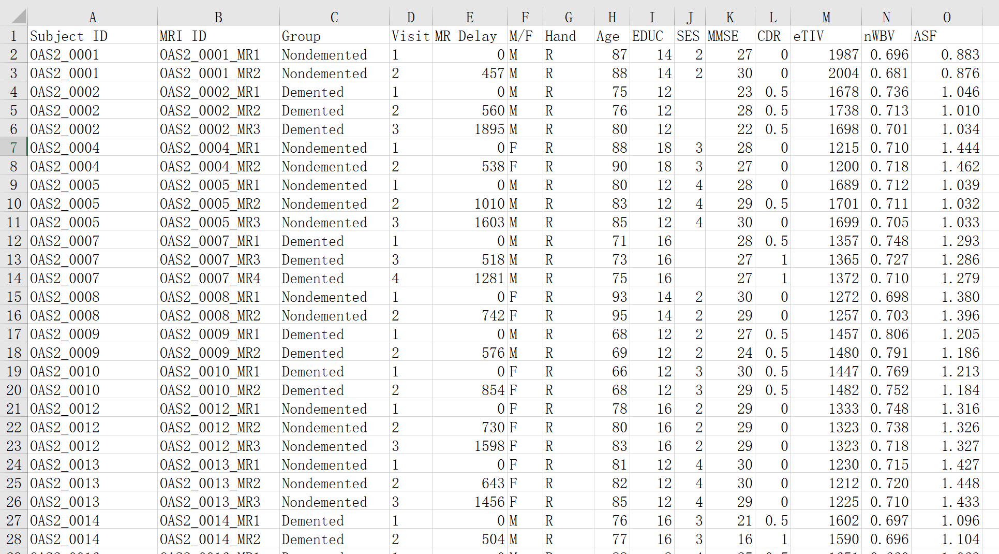 A B C D E F G H I J K L M N O
1 Subject ID MRI ID Group Visit MR Delay M/F Hand Age EDUC SES MMSE CDR eTIV nWBV ASF
2 OAS2_0001 OAS2_0001_MR1 Nondemented 1 0 M R 87 14 2 27 0 1987 0.696 0.883
3 OAS2_0001 OAS2_0001_MR2 Nondemented 2 457 M R 88 14 2 30 0 2004 0.681 0.876
4 OAS2_0002 OAS2_0002_MR1 Demented 1 0 M R 75 12 23 0.5 1678 0.736 1.046
5 OAS2_0002 OAS2_0002_MR2 Demented 2 560 M R 76 12 28 0.5 1738 0.713 1.010
6 OAS2_0002 OAS2_0002_MR3 Demented 3 1895 M R 80 12 22 0.5 1698 0.701 1.034
7 OAS2_0004 OAS2_0004_MR1 Nondemented 1 0 F R 88 18 3 28 0 1215 0.710 1.444
8 OAS2_0004 OAS2_0004_MR2 Nondemented 2 538 F R 90 18 3 27 0 1200 0.718 1.462
9 OAS2_0005 OAS2_0005_MR1 Nondemented 1 0 M R 80 12 4 28 0 1689 0.712 1.039
10 OAS2_0005 OAS2_0005_MR2 Nondemented 2 1010 M R 83 12 4 29 0.5 1701 0.711 1.032
11 OAS2_0005 OAS2_0005_MR3 Nondemented 3 1603 M R 85 12 4 30 0 1699 0.705 1.033
12 OAS2_0007 OAS2_0007_MR1 Demented 1 0 M R 71 16 28 0.5 1357 0.748 1.293
13 OAS2_0007 OAS2_0007_MR3 Demented 3 518 M R 73 16 27 1 1365 0.727 1.286
14 OAS2_0007 OAS2_0007_MR4 Demented 4 1281 M R 75 16 27 1 1372 0.710 1.279
15 OAS2_0008 OAS2_0008_MR1 Nondemented 1 0 F R 93 14 2 30 0 1272 0.698 1.380
16 OAS2_0008 OAS2_0008_MR2 Nondemented 2 742 F R 95 14 2 29 0 1257 0.703 1.396
17 OAS2_0009 OAS2_0009_MR1 Demented 1 0 M R 68 12 2 27 0.5 1457 0.806 1.205
18 OAS2_0009 OAS2_0009_MR2 Demented 2 576 M R 69 12 2 24 0.5 1480 0.791 1.186
19 OAS2_0010 OAS2_0010_MR1 Demented 1 0 F R 66 12 3 30 0.5 1447 0.769 1.213
20 OAS2_0010 OAS2_0010_MR2 Demented 2 854 F R 68 12 3 29 0.5 1482 0.752 1.184
21 OAS2_0012 OAS2_0012_MR1 Nondemented 1 0 F R 78 16 2 29 0 1333 0.748 1.316
22 OAS2_0012 OAS2_0012_MR2 Nondemented 2 730 F R 80 16 2 29 0 1323 0.738 1.326
23 OAS2_0012 OAS2_0012_MR3 Nondemented 3 1598 F R 83 16 2 29 0 1323 0.718 1.327
24 OAS2_0013 OAS2_0013_MR1 Nondemented 1 0 F R 81 12 4 30 0 1230 0.715 1.427
25 OAS2_0013 OAS2_0013_MR2 Nondemented 2 643 F R 82 12 4 30 0 1212 0.720 1.448
26 OAS2_0013 OAS2_0013_MR3 Nondemented 3 1456 F R 85 12 4 29 0 1225 0.710 1.433
27 OAS2_0014 OAS2_0014_MR1 Demented 1 0 M R 76 16 3 21 0.5 1602 0.697 1.096
28 OAS2_0014 OAS2_0014_MR2 Demented 2 504 M R 77 16 3 16 1 1590 0.696 1.104